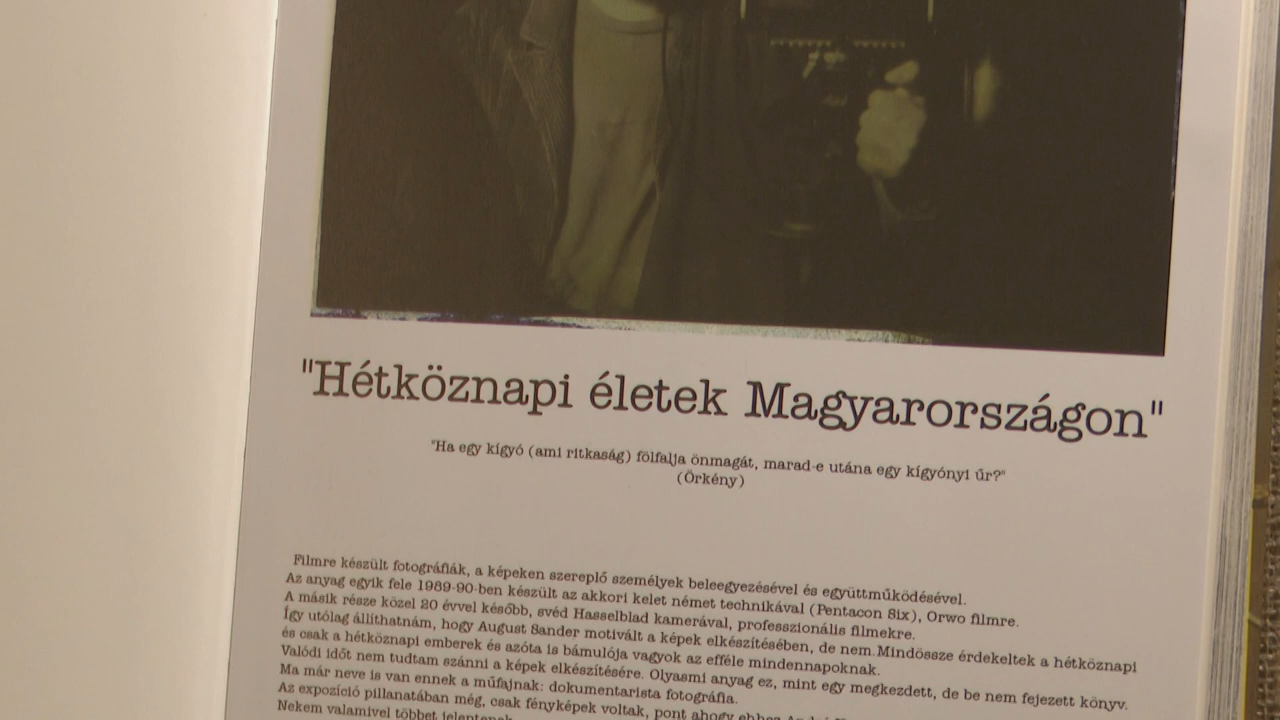 "Hétköznapi életek Magyarországon"
"Ha egy kígyó (ami ritkaság) fölfalja önmagát, marad-e utána egy kígyónyi űr?"
(Örkény)
Filmre készült fotográfiák, a képeken szereplő személyek beleegyezésével és együttműködésével.
Az anyag egyik fele 1989-90-ben készült az akkori kelet német technikával (Pentacon Six), Orwo filmre.
A másik része közel 20 évvel később, svéd Hasselblad kamerával, professzionális filmekre.
Így utólag állíthatnám, hogy August Sander motivált a képek elkészítésében, de nem.Mindössze érdekeltek a hétköznapi
és csak a hétköznapi emberek és azóta is bámulója vagyok az efféle mindennapoknak.
Valódi időt nem tudtam szánni a képek elkészítésére. Olyasmi anyag ez, mint egy megkezdett, de be nem fejezett könyv.
Ma már neve is van ennek a műfajnak: dokumentarista fotográfia.
Az expozíció pillanatában még, csak fényképek voltak, pont ahogy ehhez
Nekem valamivel többet